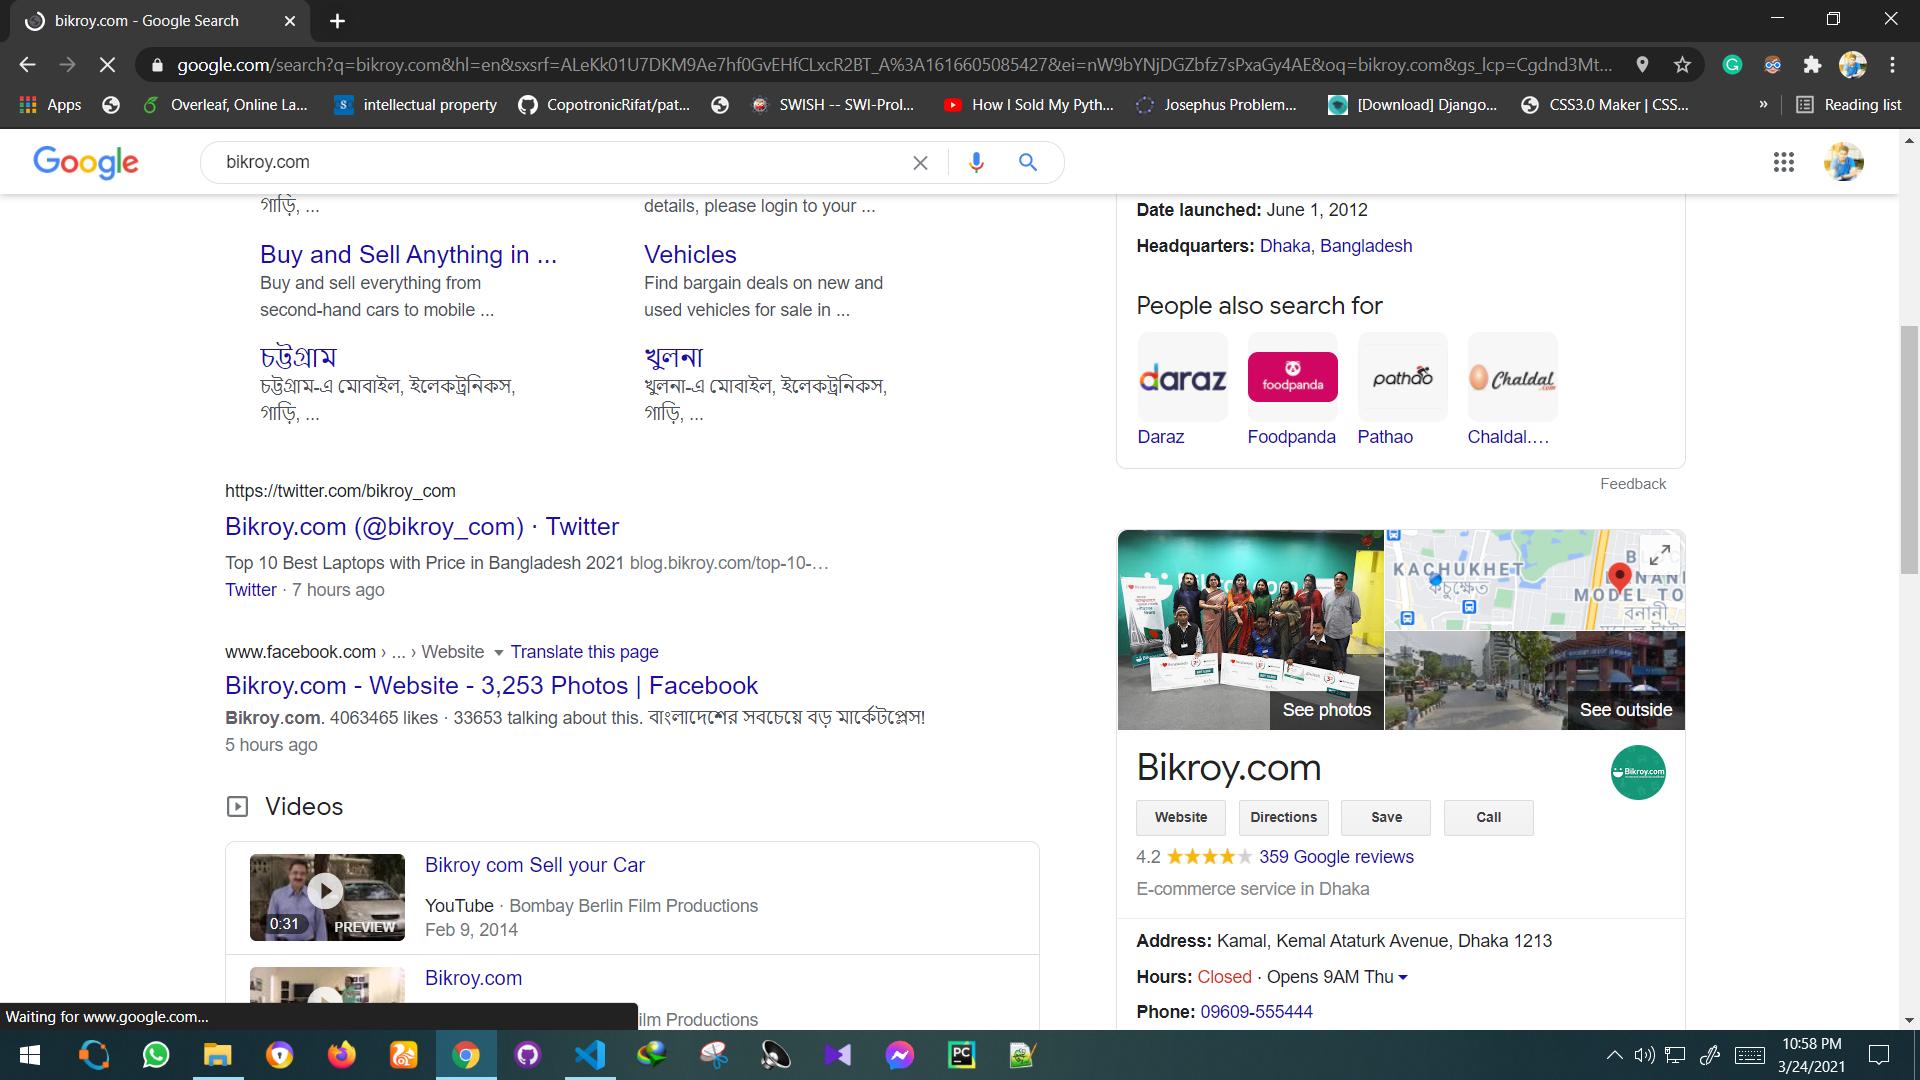 bikroy.com - Google Search
google.com/search?q=bikroy.com&hl=en&sxsrf=ALeKk01U7DKM9Ae7hf0GvEHfCLxcR2BT_A%3A1616605085427&ei=nW9bYNjDGZbfz7sPxaGy4AE&oq=bikroy.com&gs_lcp=Cgdnd3Mt...
Apps
Overleaf, Online La...
intellectual property
CopotronicRifat/pat...
SWISH -- SWI-Prol...
How I Sold My Pyth...
Josephus Problem...
[Download] Django...
CSS3.0 Maker | CSS...
»
Reading list
Google
bikroy.com
গাড়ি, ...
details, please login to your ...
Buy and Sell Anything in ...
Buy and sell everything from
second-hand cars to mobile ...
Vehicles
Find bargain deals on new and
used vehicles for sale in ...
চট্টগ্রাম
চট্টগ্রাম-এ মোবাইল, ইলেকট্রনিকস,
গাড়ি, ...
খুলনা
খুলনা-এ মোবাইল, ইলেকট্রনিকস,
গাড়ি, ...
https://twitter.com/bikroy_com
Bikroy.com (@bikroy_com) · Twitter
Top 10 Best Laptops with Price in Bangladesh 2021 blog.bikroy.com/top-10-...
Twitter · 7 hours ago
www.facebook.com › ... › Website Translate this page
Bikroy.com - Website - 3,253 Photos | Facebook
Bikroy.com. 4063465 likes · 33653 talking about this. বাংলাদেশের সবচেয়ে বড় মার্কেটপ্লেস!
5 hours ago
Videos
0:31
PREVIEW
Bikroy com Sell your Car
YouTube · Bombay Berlin Film Productions
Feb 9, 2014
Bikroy.com
ilm Productions
Date launched: June 1, 2012
Headquarters: Dhaka, Bangladesh
People also search for
daraz
foodpanda
pathao
Chaldal.com
Daraz
Foodpanda
Pathao
Chaldal....
Feedback
KACHUKHET
কচুক্ষেত
MODEL TO
বনানী
See photos
See outside
Bikroy.com
Bikroy.com
Website
Directions
Save
Call
4.2 359 Google reviews
E-commerce service in Dhaka
Address: Kamal, Kemal Ataturk Avenue, Dhaka 1213
Hours: Closed · Opens 9AM Thu
Phone: 09609-555444
Waiting for www.google.com...
PC
10:58 PM
3/24/2021